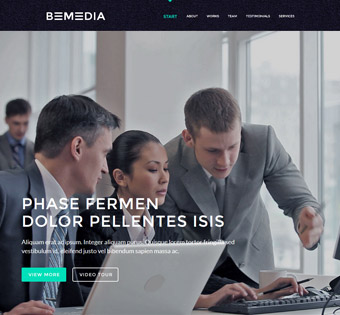 BEMEDIA
START ABOUT WORKS TEAM TESTIMONIALS SERVICES
PHASE FERMEN
DOLOR PELLENTES ISIS
Aliquam erat ac ipsum. Integer aliquam purus. Quisque lorem tortor fringilla sed
vestibulum id, eleifend justo vel bibendum sapien massa ac.
VIEW MORE VIDEO TOUR